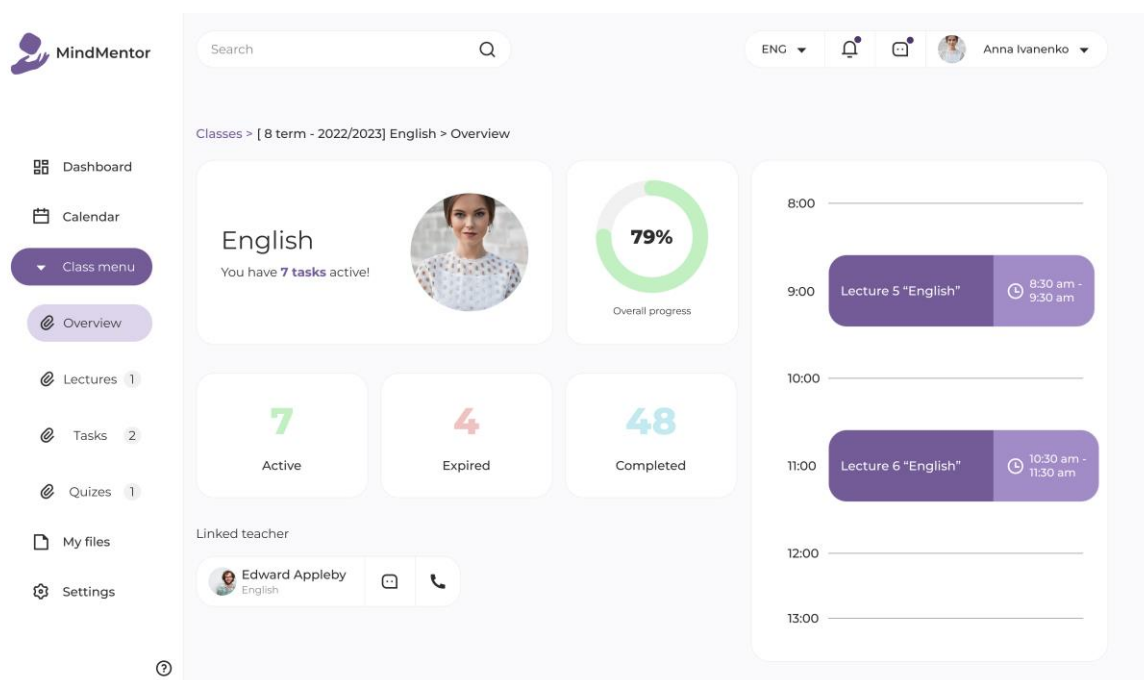 MindMentor
Search
ENG
Anna Ivanenko
Classes > [ 8 term - 2022/2023] English > Overview
Dashboard
Calendar
Class menu
Overview
Lectures 1
Tasks 2
Quizes 1
My files
Settings
English
You have 7 tasks active!
79%
Overall progress
7
Active
4
Expired
48
Completed
Linked teacher
Edward Appleby
English
8:00
9:00
Lecture 5 “English”
8:30 am -
9:30 am
10:00
11:00
Lecture 6 “English”
10:30 am -
11:30 am
12:00
13:00